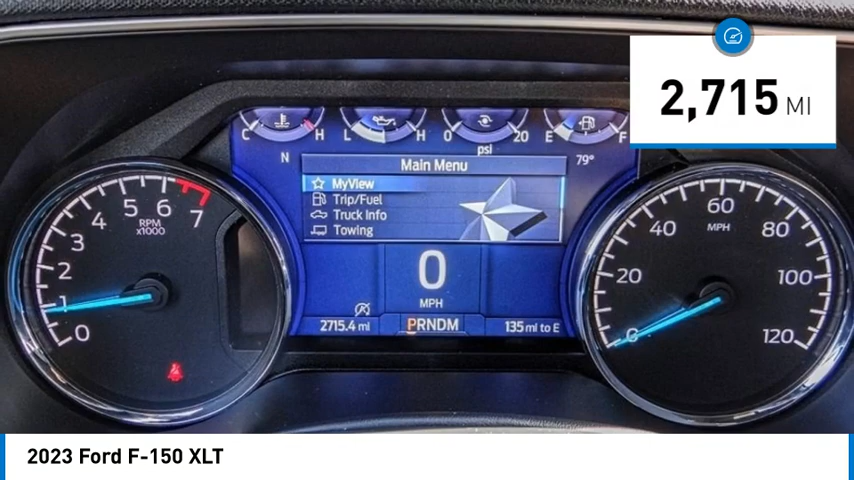 2,715 MI
C H L H 0 20 E F
psi
N 79°
Main Menu
MyView
Trip/Fuel
Truck Info
Towing
0
MPH
2715.4 mi PRNDM 135 mi to E
0 1 2 3 4 5 6 7
RPM
x1000
0 20 40 60 80 100 120
MPH
2023 Ford F-150 XLT